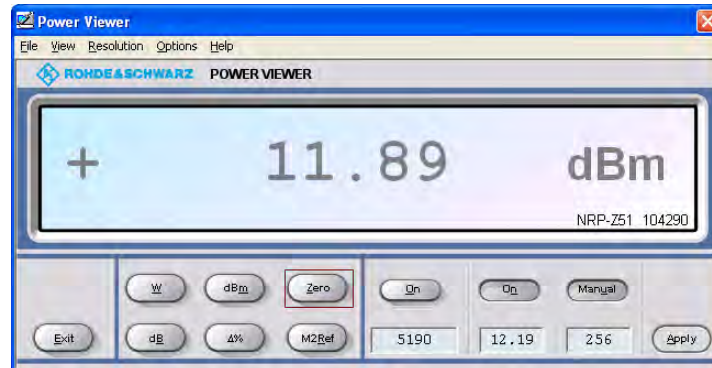 Power Viewer
File View Resolution Options Help
ROHDE&SCHWARZ POWER VIEWER
+ 11.89 dBm
NRP-Z51 104290
W dBm Zero On On Manual
Exit dB Δ% M2Ref 5190 12.19 256 Apply